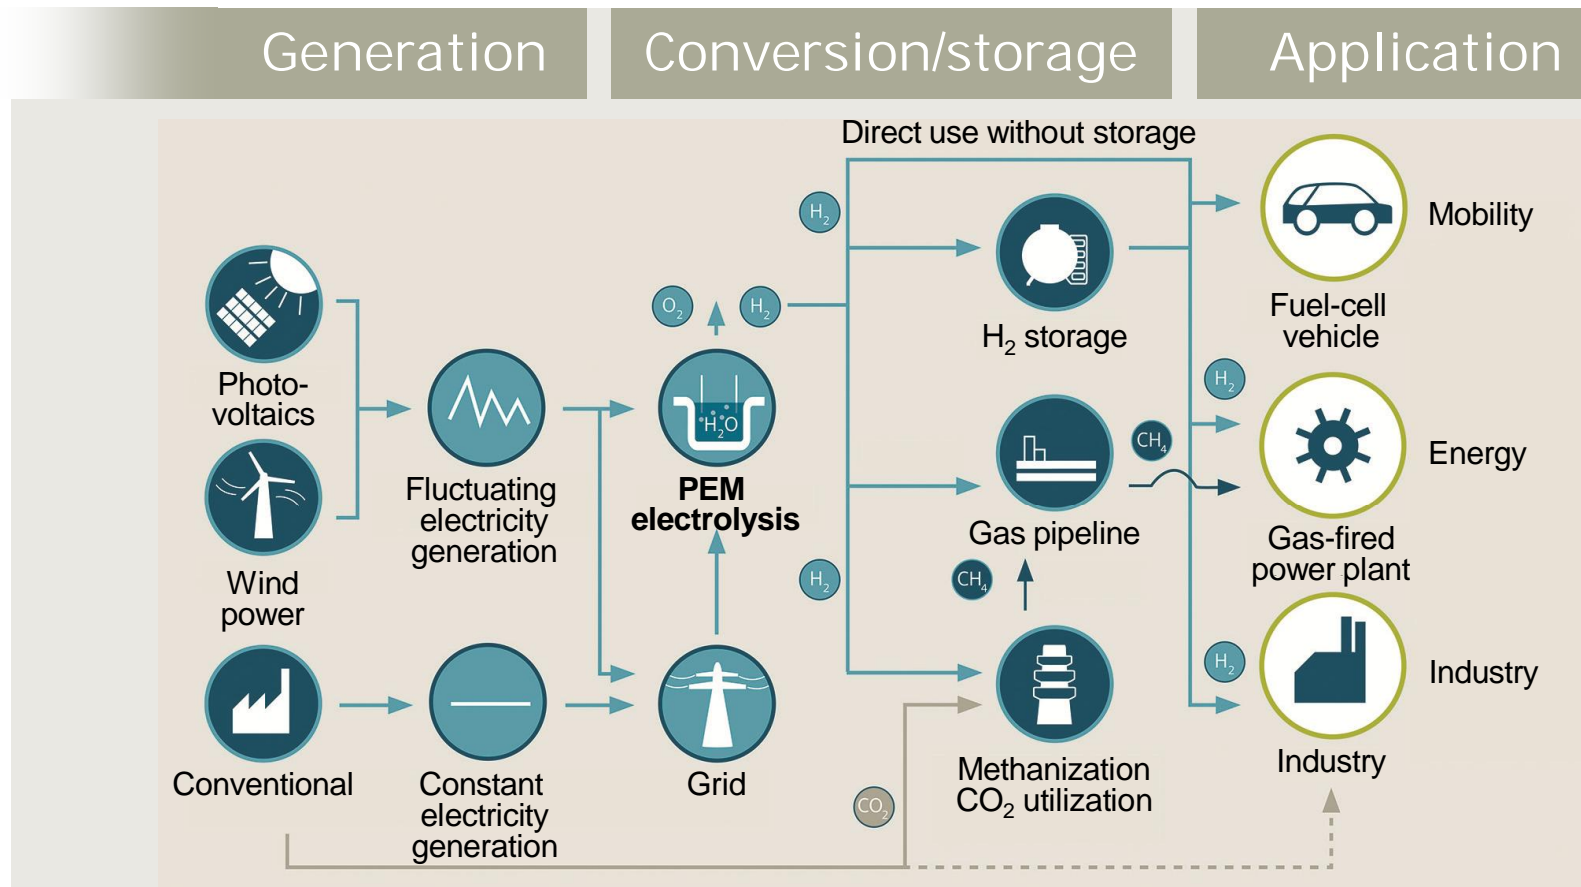 Generation
Conversion/storage
Application
Direct use without storage
H₂
Mobility
Fuel-cell
vehicle
H₂ storage
O₂
H₂
Photo-
voltaics
Fluctuating
electricity
generation
H₂O
PEM
electrolysis
Gas pipeline
CH₄
H₂
Energy
Gas-fired
power plant
Wind
power
H₂
CH₄
H₂
Industry
Industry
Conventional
Constant
electricity
generation
Grid
CO₂
Methanization
CO₂ utilization